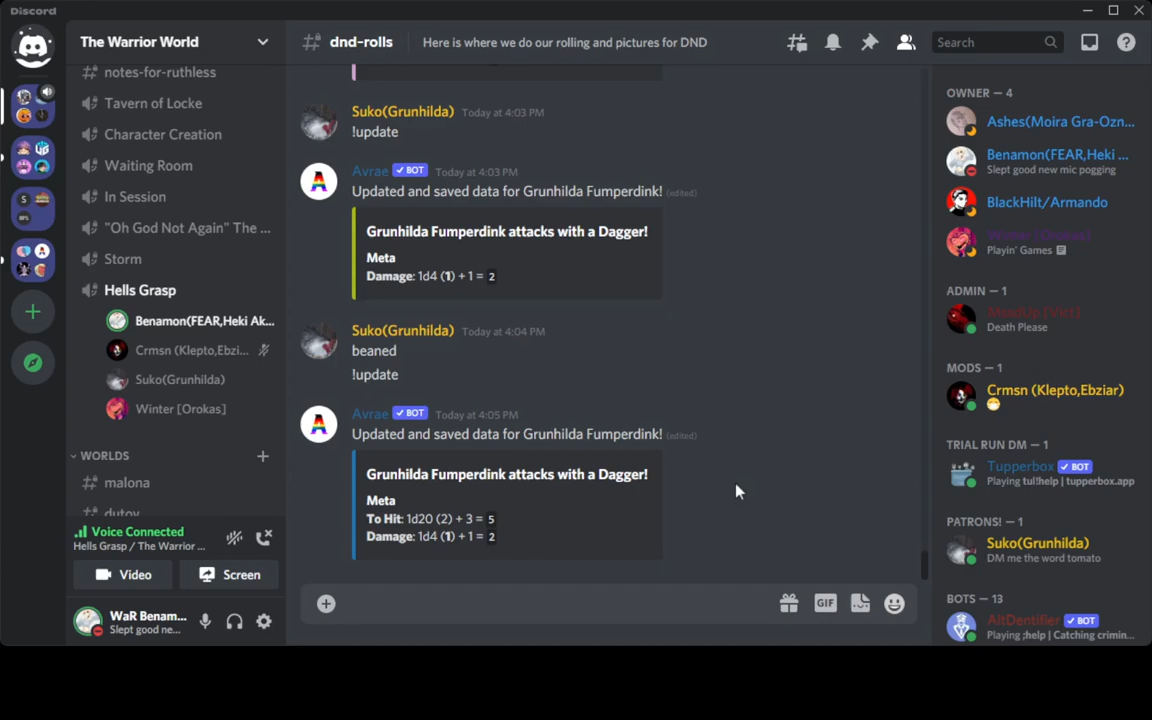 Discord
The Warrior World
notes-for-ruthless
Tavern of Locke
Character Creation
Waiting Room
In Session
"Oh God Not Again" The ...
Storm
Hells Grasp
Benamon(FEAR,Heki Ak...
Crmsn (Klepto,Ebzi...
Suko(Grunhilda)
Winter [Orokas]
WORLDS
malona
dutoy
Voice Connected
Hells Grasp / The Warrior ...
Video
Screen
WaR Benam...
Slept good ne...
dnd-rolls
Here is where we do our rolling and pictures for DND
Search
Suko(Grunhilda) Today at 4:03 PM
!update
A
Avrae BOT Today at 4:03 PM
Updated and saved data for Grunhilda Fumperdink! (edited)
Grunhilda Fumperdink attacks with a Dagger!
Meta
Damage: 1d4 (1) + 1 = 2
Suko(Grunhilda) Today at 4:04 PM
beaned
!update
A
Avrae BOT Today at 4:05 PM
Updated and saved data for Grunhilda Fumperdink! (edited)
Grunhilda Fumperdink attacks with a Dagger!
Meta
To Hit: 1d20 (2) + 3 = 5
Damage: 1d4 (1) + 1 = 2
GIF
OWNER — 4
Ashes(Moira Gra-Ozn...
Benamon(FEAR,Heki ...
Slept good new mic pogging
BlackHilt/Armando
Winter [Orokas]
Playin' Games
ADMIN — 1
Death Please
MODS — 1
Crmsn (Klepto,Ebziar)
TRIAL RUN DM — 1
Tupperbox BOT
Playing tul!help | tupperbox.app
PATRONS! — 1
Suko(Grunhilda)
DM me the word tomato
BOTS — 13
AltDentifier BOT
Playing ;help | Catching crimin...